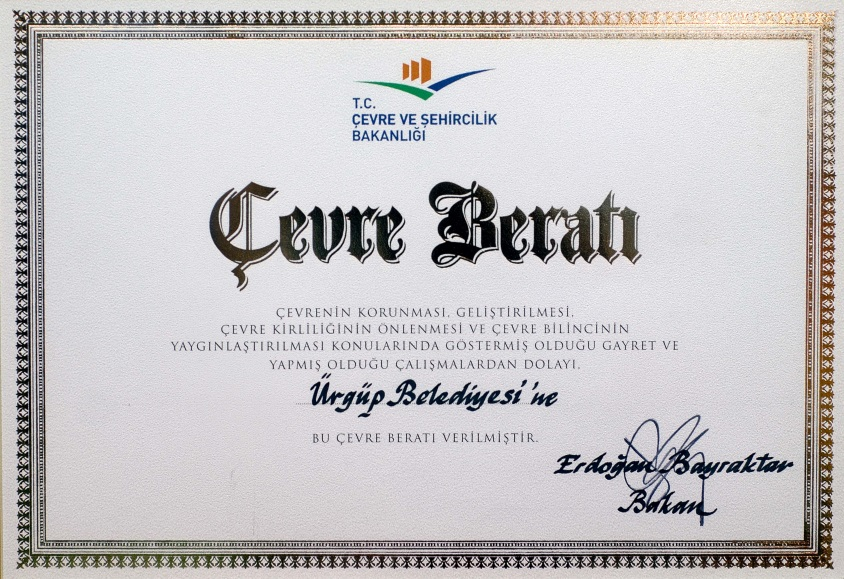 T.C.
ÇEVRE VE ŞEHİRCİLİK
BAKANLIĞI
Çevre Beratı
ÇEVRENİN KORUNMASI, GELİŞTİRİLMESİ,
ÇEVRE KİRLİLİĞİNİN ÖNLENMESİ VE ÇEVRE BİLİNCİNİN
YAYGINLAŞTIRILMASI KONULARINDA GÖSTERMİŞ OLDUĞU GAYRET VE
YAPMIŞ OLDUĞU ÇALIŞMALARDAN DOLAYI,
Ürgüp Belediyesi'ne
BU ÇEVRE BERATI VERİLMİŞTİR.
Erdoğan Bayraktar
Bakan